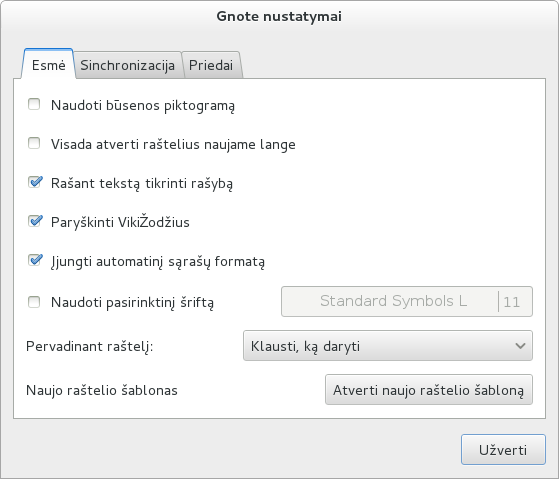 Gnote nustatymai
Esmė Sinchronizacija Priedai
Naudoti būsenos piktogramą
Visada atverti raštelius naujame lange
Rašant tekstą tikrinti rašybą
Paryškinti VikiŽodžius
Įjungti automatinį sąrašų formatą
Naudoti pasirinktinį šriftą Standard Symbols L 11
Pervadinant raštelį: Klausti, ką daryti
Naujo raštelio šablonas Atverti naujo raštelio šabloną
Užverti